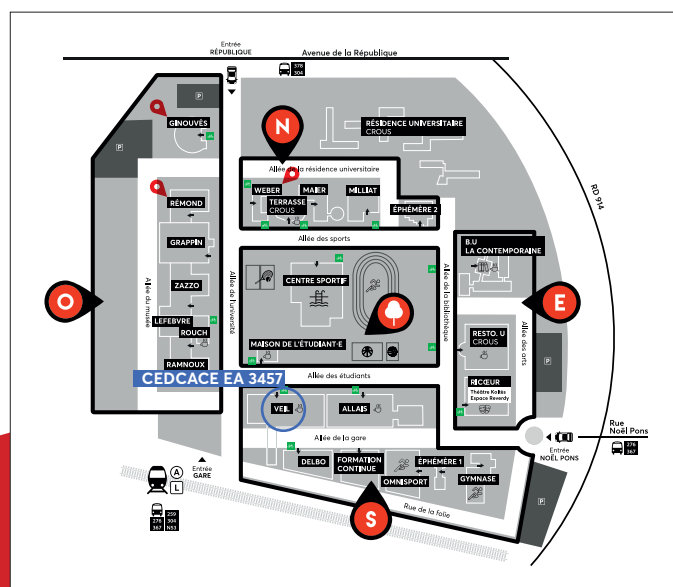 Entrée
RÉPUBLIQUE
Avenue de la République
378
304
P
P
GINOUVÈS
N
RÉSIDENCE UNIVERSITAIRE
CROUS
RD 914
Allée de la résidence universitaire
WEBER
MAIER
MILLIAT
TERRASSE
CROUS
ÉPHÉMÈRE 2
RÉMOND
Allée des sports
GRAPPIN
B.U
LA CONTEMPORAINE
O
Allée du musée
Allée de l'université
CENTRE SPORTIF
Allée de la bibliothèque
Allée des arts
E
ZAZZO
LEFEBVRE
ROUCH
RESTO. U
CROUS
MAISON DE L'ÉTUDIANT·E
RAMNOUX
Allée des étudiants
CEDCACE EA 3457
RICŒUR
Théâtre Koltès
Espace Reverdy
P
VEIL
ALLAIS
Rue
Noël Pons
276
367
Entrée
NOËL PONS
Allée de la gare
Entrée
GARE
DELBO
FORMATION
CONTINUE
ÉPHÉMÈRE 1
OMNISPORT
GYMNASE
A
L
P
276
367
259
304
N53
S
Rue de la folie